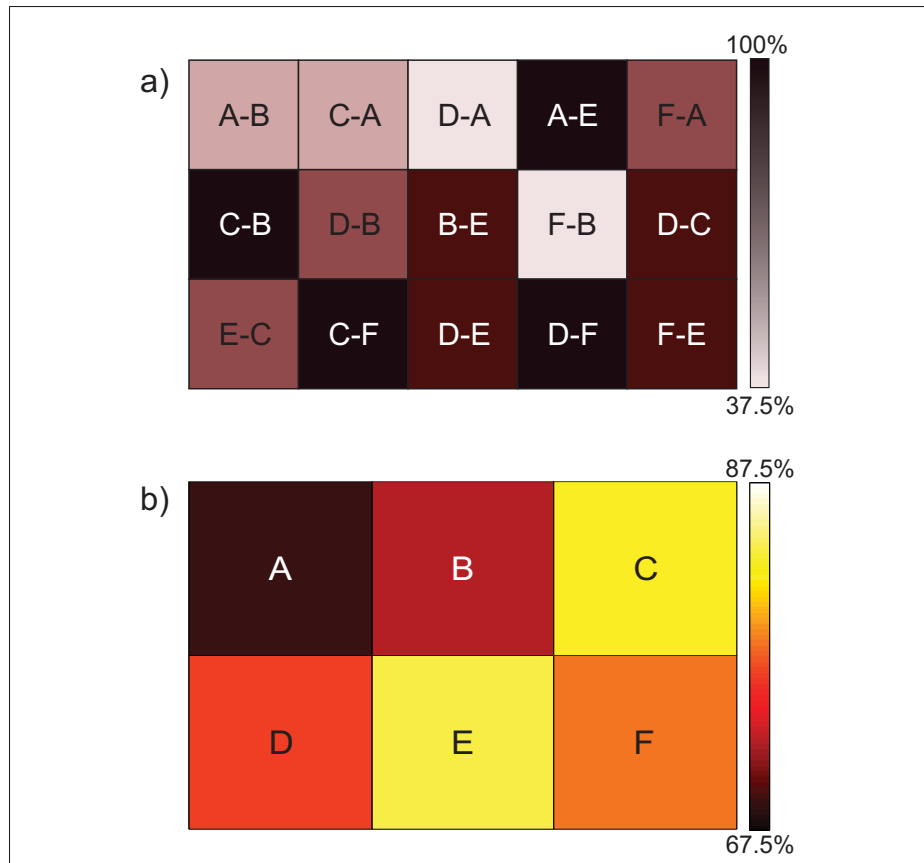 100%
a)
A-B C-A D-A A-E F-A
C-B D-B B-E F-B D-C
E-C C-F D-E D-F F-E
37.5%
87.5%
b)
A B C
D E F
67.5%